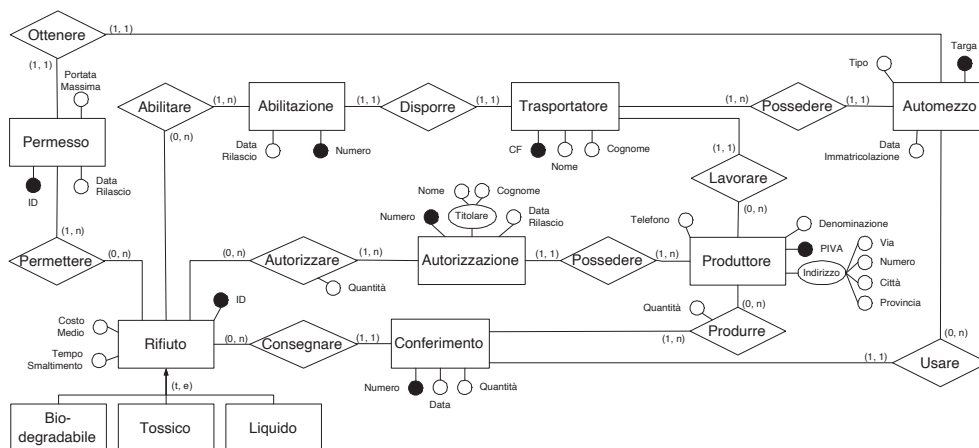 Ottenere
(1, 1)
(1, 1)
Portata
Massima
Permesso
ID
Data
Rilascio
(1, n)
Permettere
(0, n)
Abilitare
(1, n)
(0, n)
Abilitazione
Data
Rilascio
Numero
(1, 1)
Disporre
(1, 1)
Trasportatore
CF
Nome
Cognome
(1, n)
Possedere
(1, 1)
Tipo
Targa
Automezzo
Data
Immatricolazione
(1, 1)
Lavorare
(0, n)
(0, n)
Autorizzare
(1, n)
Quantità
Nome
Cognome
Numero
Titolare
Data
Rilascio
Autorizzazione
(1, 1)
Possedere
(1, n)
Telefono
Denominazione
PIVA
Produttore
Indirizzo
Via
Numero
Città
Provincia
(0, n)
Quantità
Produrre
(1, n)
ID
Costo
Medio
Tempo
Smaltimento
Rifiuto
(0, n)
Consegnare
(1, 1)
Conferimento
Numero
Data
Quantità
(1, 1)
(0, n)
Usare
(t, e)
Bio-
degradabile
Tossico
Liquido